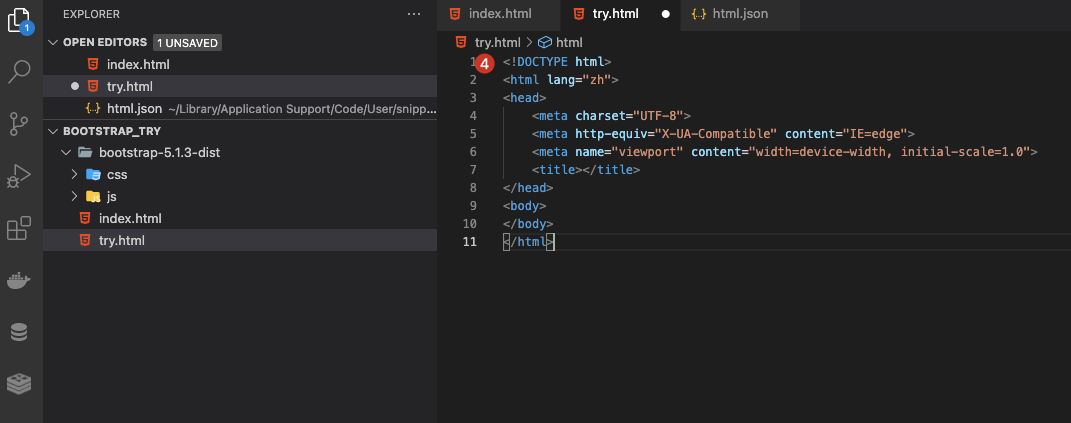 1
EXPLORER
...
OPEN EDITORS 1 UNSAVED
index.html
try.html
html.json ~/Library/Application Support/Code/User/snipp...
BOOTSTRAP_TRY
bootstrap-5.1.3-dist
css
js
index.html
try.html
index.html try.html html.json
try.html > html
1 4 <!DOCTYPE html>
2 <html lang="zh">
3 <head>
4 <meta charset="UTF-8">
5 <meta http-equiv="X-UA-Compatible" content="IE=edge">
6 <meta name="viewport" content="width=device-width, initial-scale=1.0">
7 <title></title>
8 </head>
9 <body>
10 </body>
11 </html>